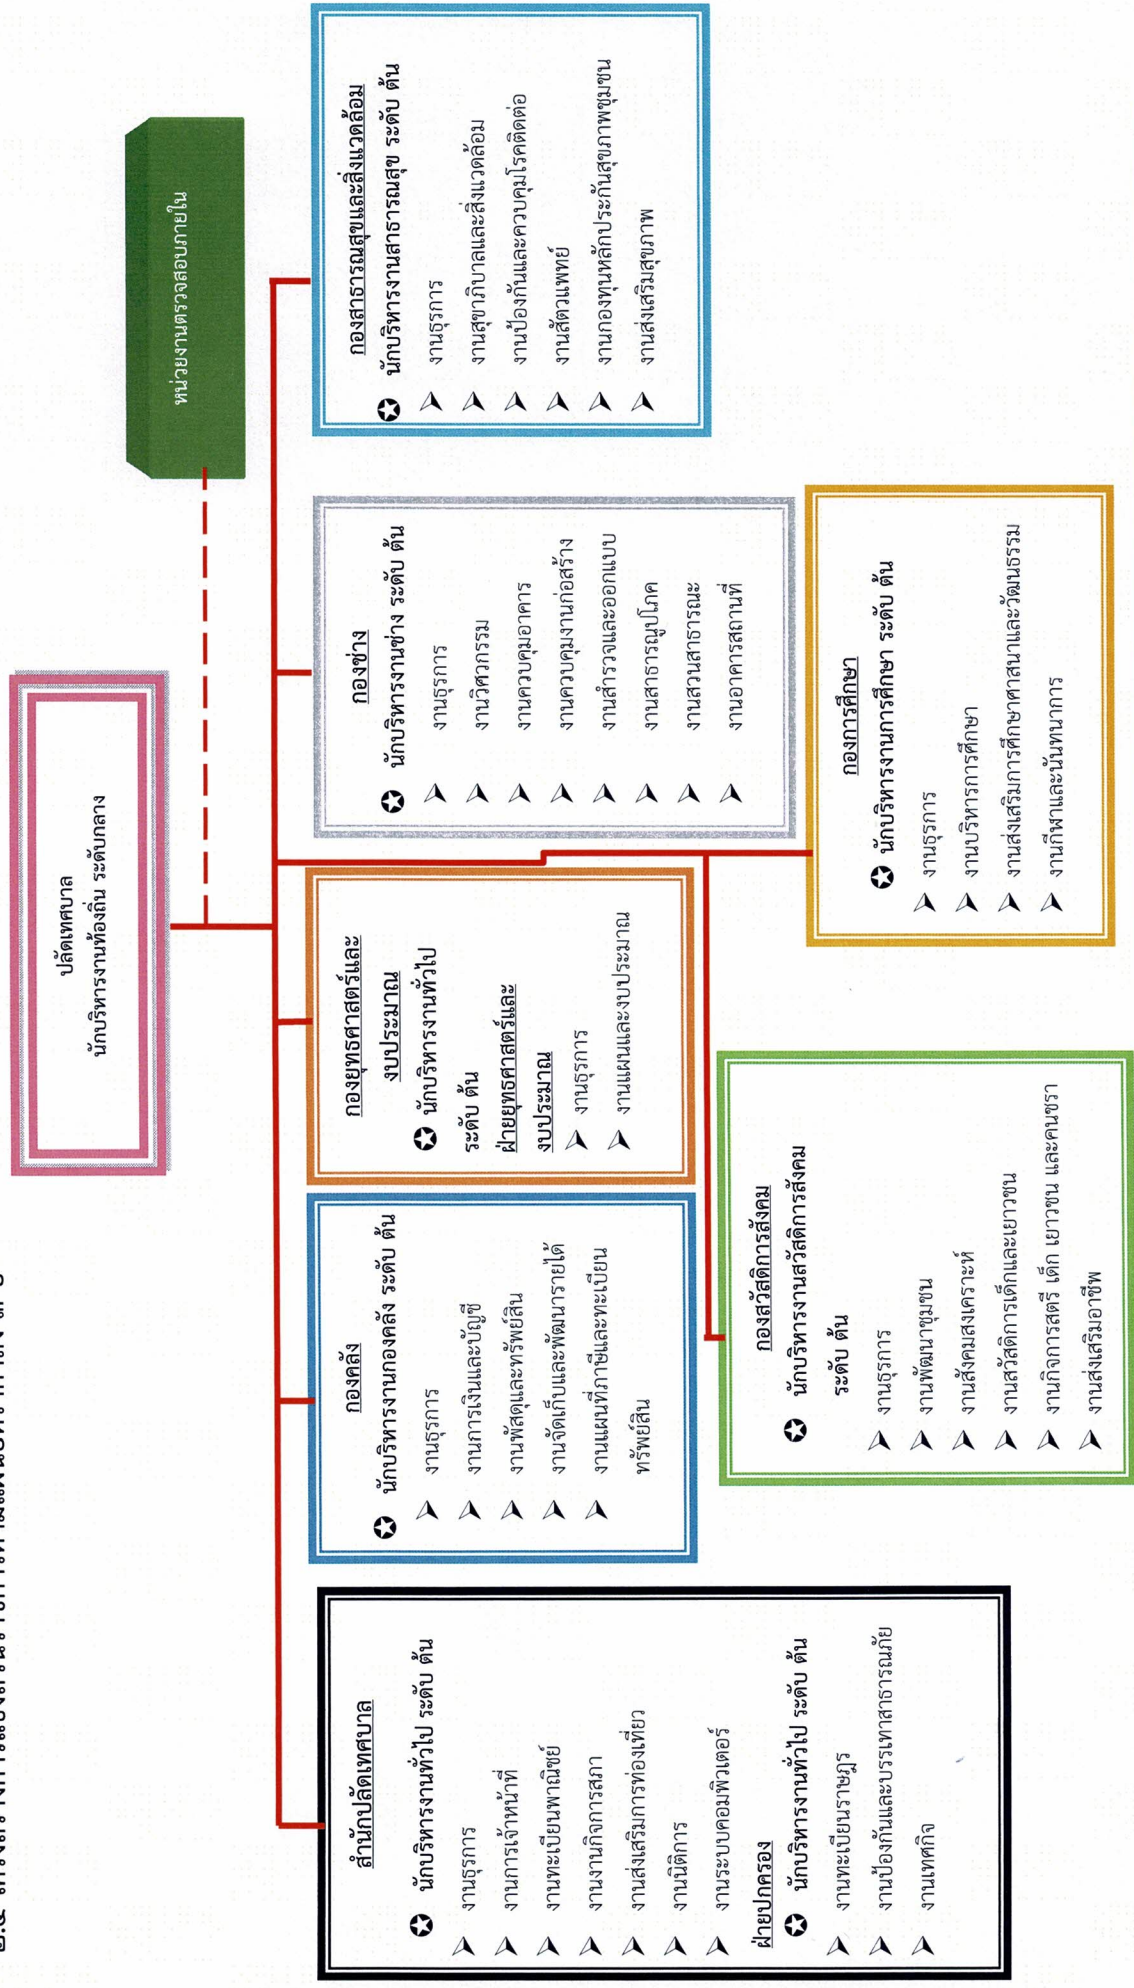 ปลัดเทศบาล
นักบริหารงานท้องถิ่น ระดับกลาง
หน่วยงานตรวจสอบภายใน
สำนักปลัดเทศบาล
นักบริหารงานทั่วไป ระดับ ต้น
งานธุรการ
งานการเจ้าหน้าที่
งานทะเบียนพาณิชย์
งานงานกิจการสภา
งานส่งเสริมการท่องเที่ยว
งานนิติการ
งานระบบคอมพิวเตอร์
ฝ่ายปกครอง
นักบริหารงานทั่วไป ระดับ ต้น
งานทะเบียนราษฎร
งานป้องกันและบรรเทาสาธารณภัย
งานเทศกิจ
กองคลัง
นักบริหารงานกองคลัง ระดับ ต้น
งานธุรการ
งานการเงินและบัญชี
งานพัสดุและทรัพย์สิน
งานจัดเก็บและพัฒนารายได้
งานแผนที่ภาษีและทะเบียน
ทรัพย์สิน
กองยุทธศาสตร์และ
งบประมาณ
นักบริหารงานทั่วไป
ระดับ ต้น
ฝ่ายยุทธศาสตร์และ
งบประมาณ
งานธุรการ
งานแผนและงบประมาณ
กองช่าง
นักบริหารงานช่าง ระดับ ต้น
งานธุรการ
งานวิศวกรรม
งานควบคุมอาคาร
งานควบคุมงานก่อสร้าง
งานสำรวจและออกแบบ
งานสาธารณูปโภค
งานสวนสาธารณะ
งานอาคารสถานที่
กองสาธารณสุขและสิ่งแวดล้อม
นักบริหารงานสาธารณสุข ระดับ ต้น
งานธุรการ
งานสุขาภิบาลและสิ่งแวดล้อม
งานป้องกันและควบคุมโรคติดต่อ
งานสัตวแพทย์
งานกองทุนหลักประกันสุขภาพชุมชน
งานส่งเสริมสุขภาพ
กองสวัสดิการสังคม
นักบริหารงานสวัสดิการสังคม
ระดับ ต้น
งานธุรการ
งานพัฒนาชุมชน
งานสังคมสงเคราะห์
งานสวัสดิการเด็กและเยาวชน
งานกิจการสตรี เด็ก เยาวชน และคนชรา
งานส่งเสริมอาชีพ
กองการศึกษา
นักบริหารงานการศึกษา ระดับ ต้น
งานธุรการ
งานบริหารการศึกษา
งานส่งเสริมการศึกษาศาสนาและวัฒนธรรม
งานกีฬาและนันทนาการ